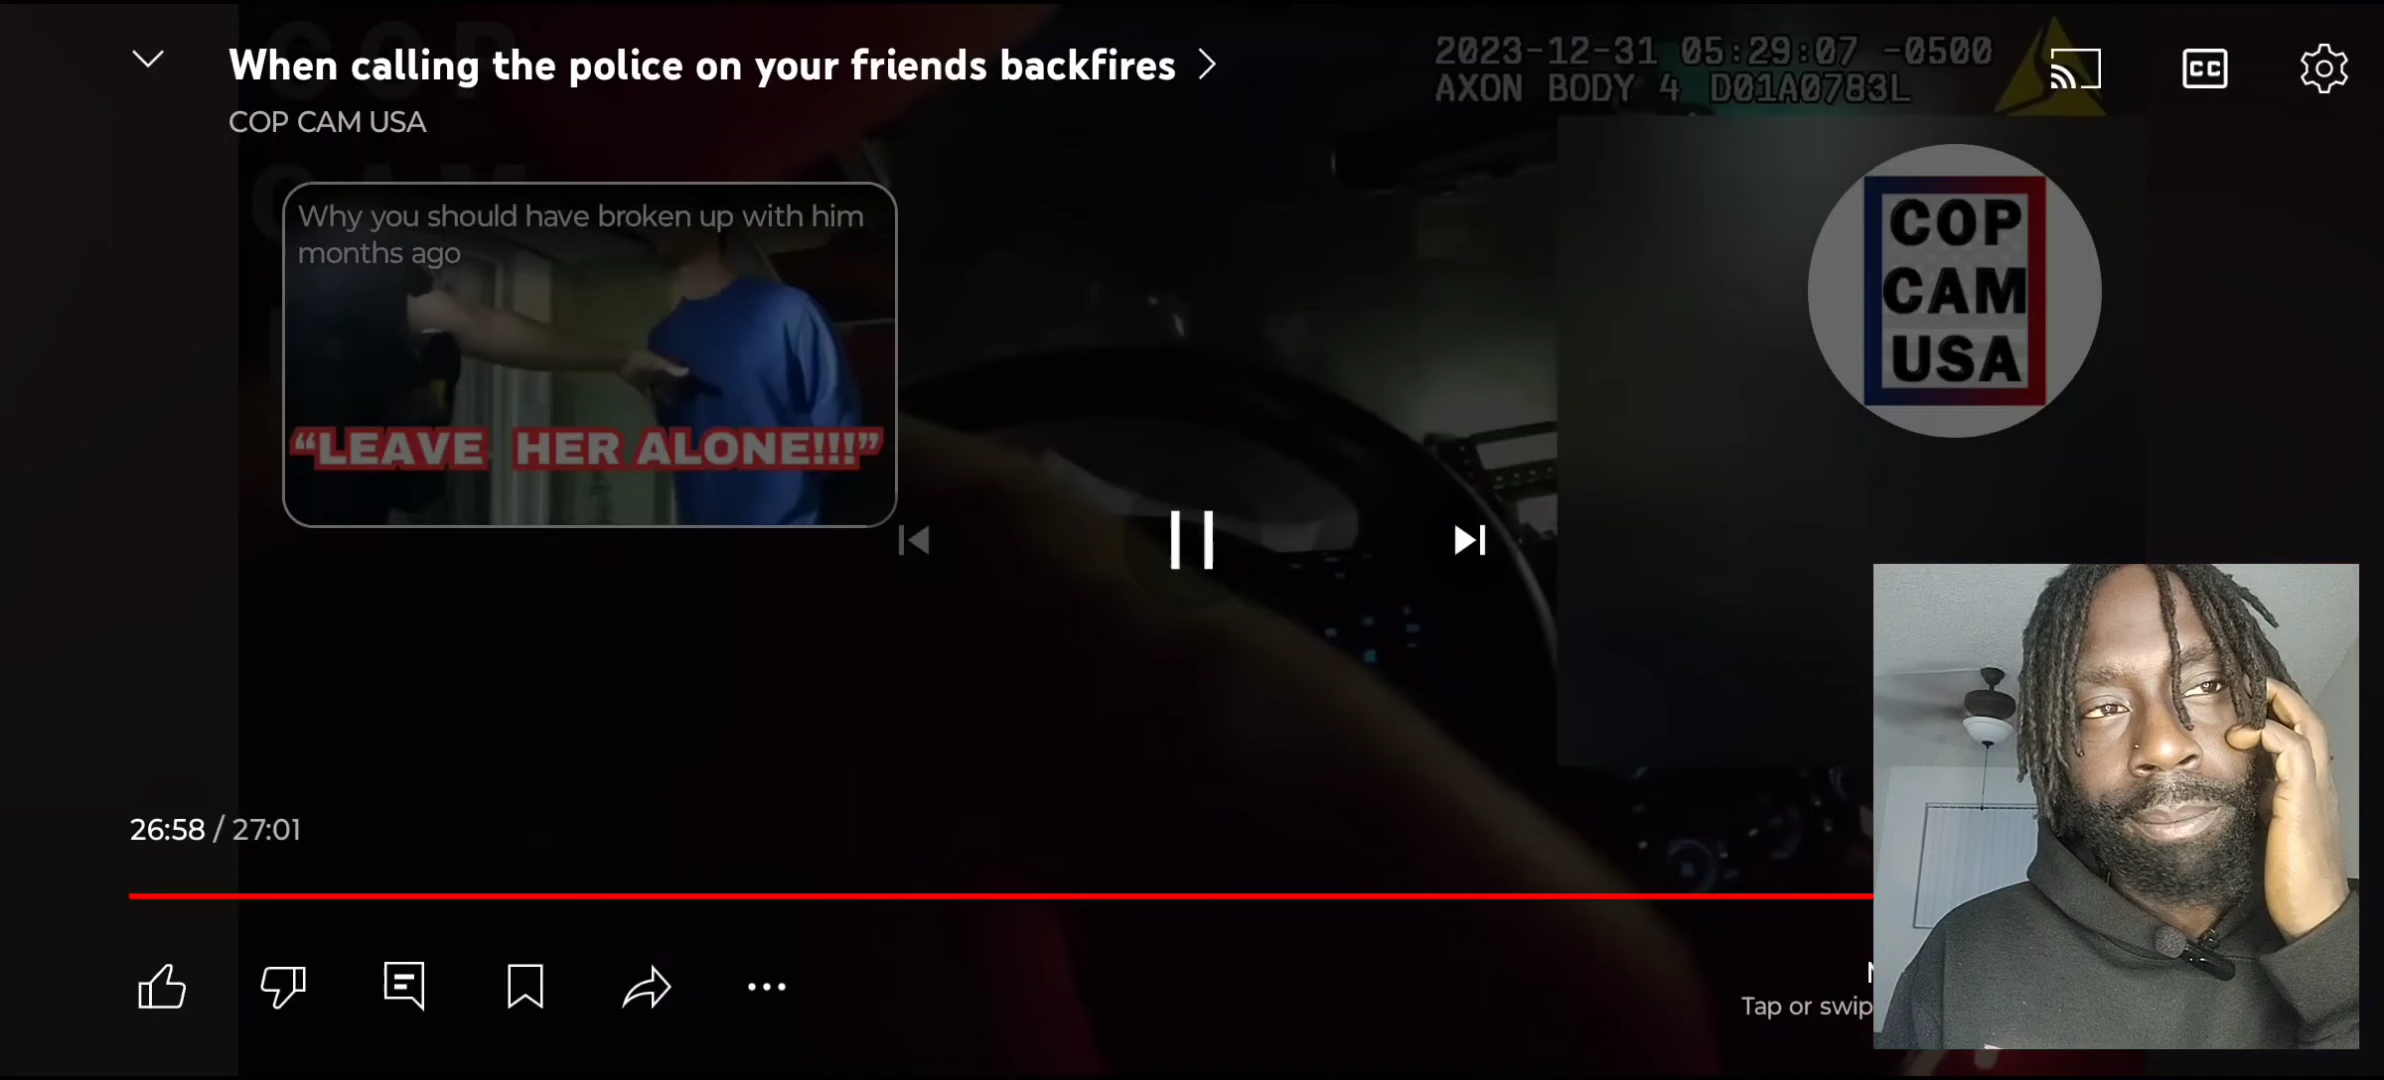 When calling the police on your friends backfires
COP CAM USA
2023-12-31 05:29:07 -0500
AXON BODY 4 D01A0783L
CC
Why you should have broken up with him
months ago
“LEAVE HER ALONE!!!”
COP
CAM
USA
26:58 / 27:01
Tap or swip